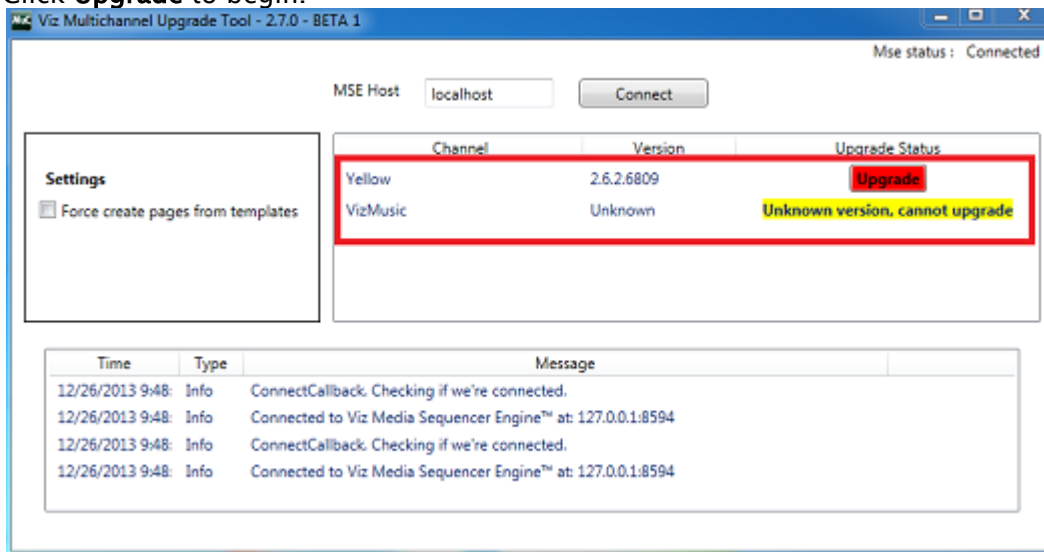 Click Upgrade to begin.
Viz Multichannel Upgrade Tool - 2.7.0 - BETA 1
Mse status : Connected
MSE Host localhost Connect
Settings
Force create pages from templates
Channel Version Upgrade Status
Yellow 2.6.2.6809 Upgrade
VizMusic Unknown Unknown version, cannot upgrade
Time Type Message
12/26/2013 9:48: Info ConnectCallback. Checking if we're connected.
12/26/2013 9:48: Info Connected to Viz Media Sequencer Engine™ at: 127.0.0.1:8594
12/26/2013 9:48: Info ConnectCallback. Checking if we're connected.
12/26/2013 9:48: Info Connected to Viz Media Sequencer Engine™ at: 127.0.0.1:8594